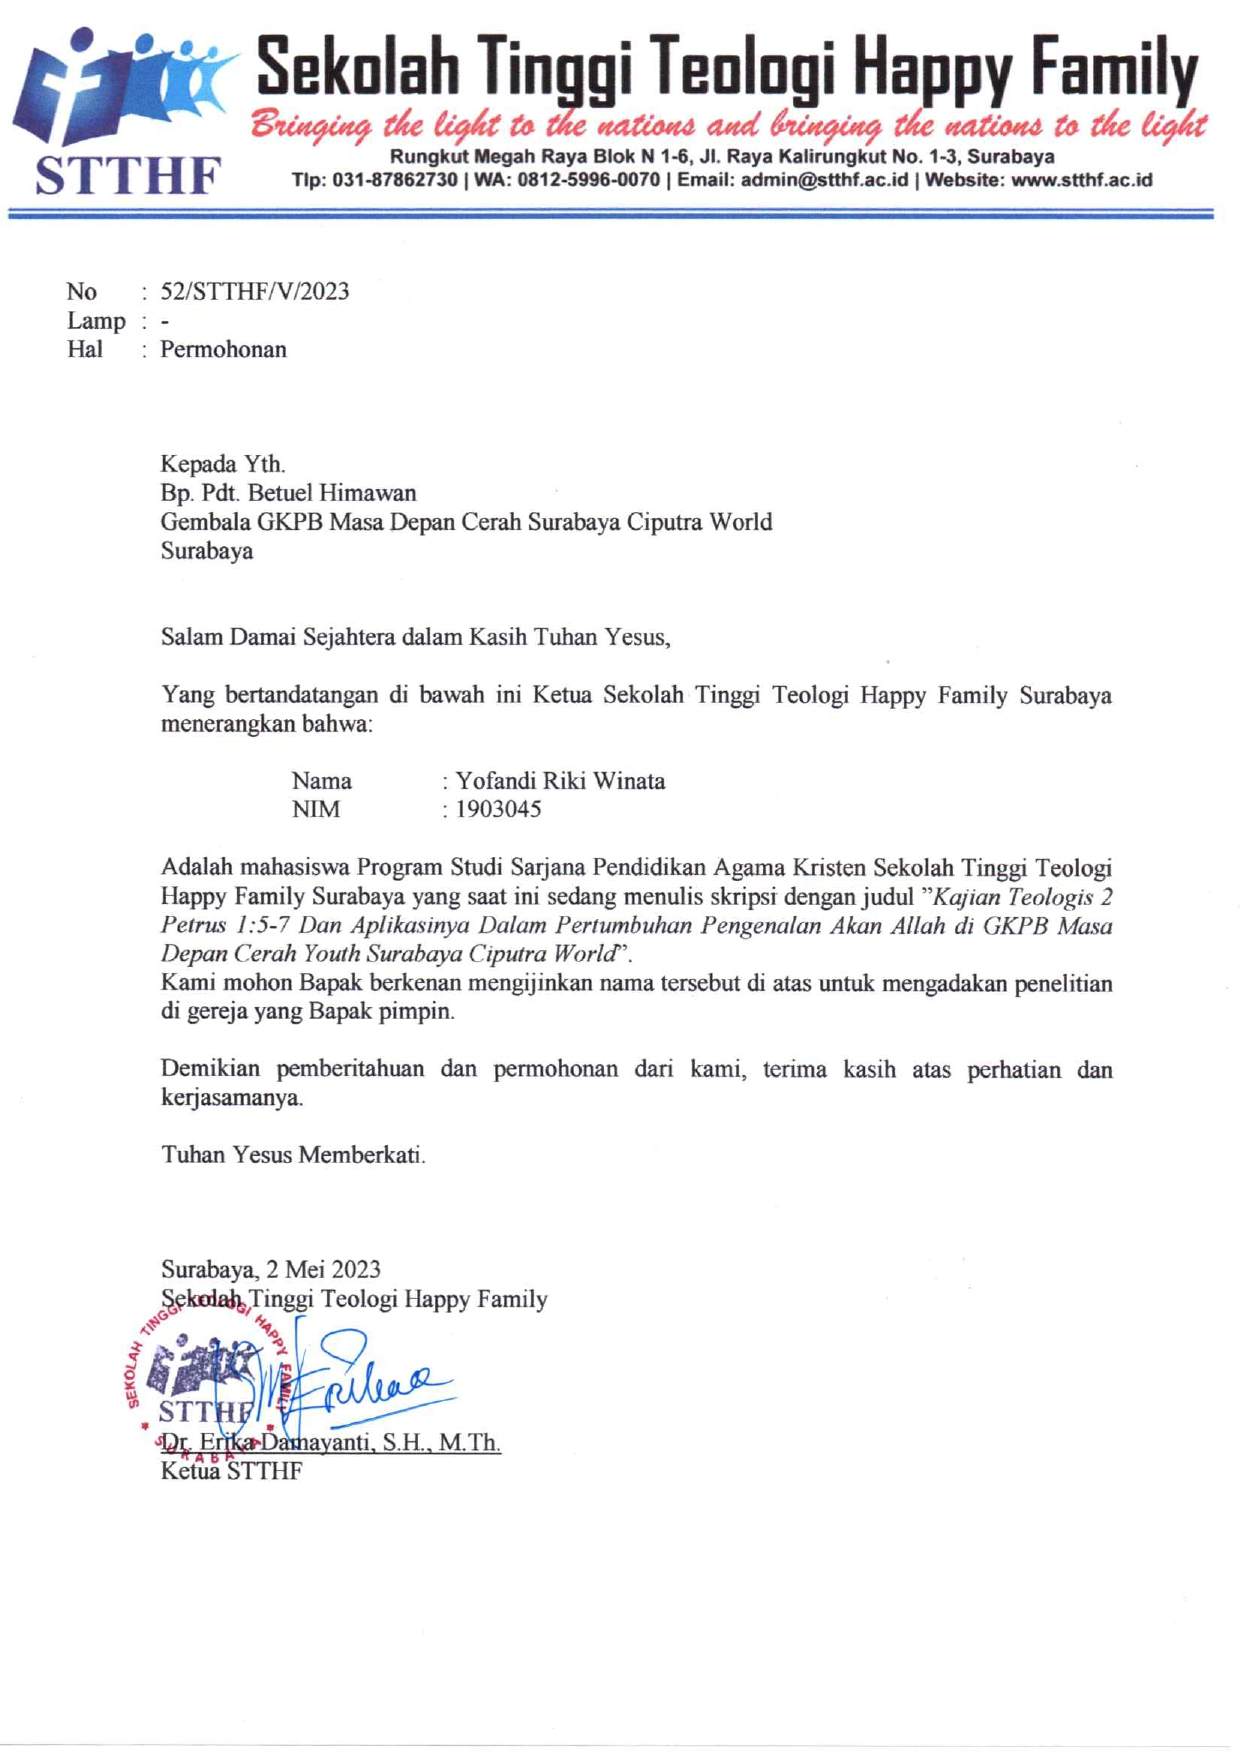 Sekolah Tinggi Teologi Happy Family
Bringing the light to the nations and bringing the nations to the light
STTHF
Rungkut Megah Raya Blok N 1-6, Jl. Raya Kalirungkut No. 1-3, Surabaya
Tlp: 031-87862730 | WA: 0812-5996-0070 | Email: admin@stthf.ac.id | Website: www.stthf.ac.id
No : 52/STTHF/V/2023
Lamp : -
Hal : Permohonan
Kepada Yth.
Bp. Pdt. Betuel Himawan
Gembala GKPB Masa Depan Cerah Surabaya Ciputra World
Surabaya
Salam Damai Sejahtera dalam Kasih Tuhan Yesus,
Yang bertandatangan di bawah ini Ketua Sekolah Tinggi Teologi Happy Family Surabaya
menerangkan bahwa:
Nama : Yofandi Riki Winata
NIM : 1903045
Adalah mahasiswa Program Studi Sarjana Pendidikan Agama Kristen Sekolah Tinggi Teologi
Happy Family Surabaya yang saat ini sedang menulis skripsi dengan judul ”Kajian Teologis 2
Petrus 1:5-7 Dan Aplikasinya Dalam Pertumbuhan Pengenalan Akan Allah di GKPB Masa
Depan Cerah Youth Surabaya Ciputra World”.
Kami mohon Bapak berkenan mengijinkan nama tersebut di atas untuk mengadakan penelitian
di gereja yang Bapak pimpin.
Demikian pemberitahuan dan permohonan dari kami, terima kasih atas perhatian dan
kerjasamanya.
Tuhan Yesus Memberkati.
Surabaya, 2 Mei 2023
Sekolah Tinggi Teologi Happy Family
SEKOLAH TINGGI TEOLOGI HAPPY FAMILY
STTHF
* SURABAYA *
Dr. Erika Damayanti, S.H., M.Th.
Ketua STTHF